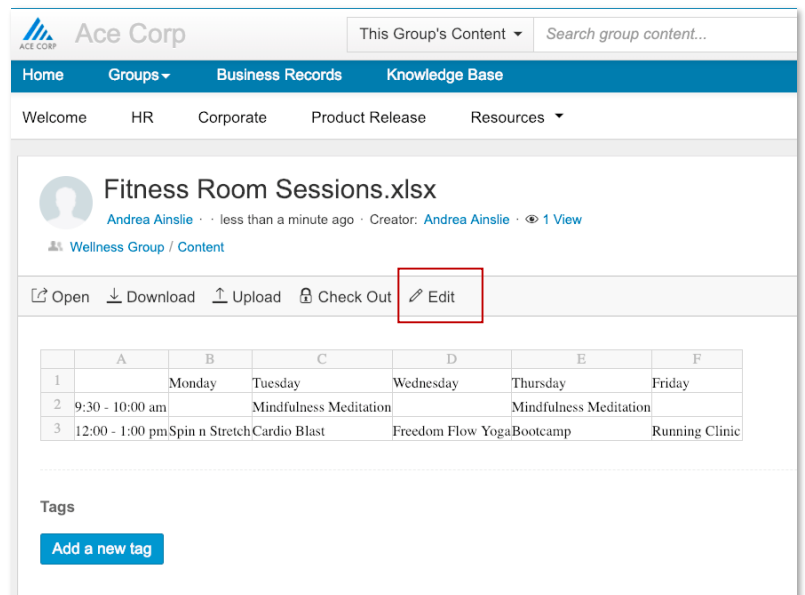 ACE CORP
Ace Corp
This Group's Content
Search group content...
Home Groups Business Records Knowledge Base
Welcome HR Corporate Product Release Resources
Fitness Room Sessions.xlsx
Andrea Ainslie · · less than a minute ago · Creator: Andrea Ainslie · 1 View
Wellness Group / Content
Open Download Upload Check Out Edit
A B C D E F
1 Monday Tuesday Wednesday Thursday Friday
2 9:30 - 10:00 am Mindfulness Meditation Mindfulness Meditation
3 12:00 - 1:00 pm Spin n Stretch Cardio Blast Freedom Flow Yoga Bootcamp Running Clinic
Tags
Add a new tag